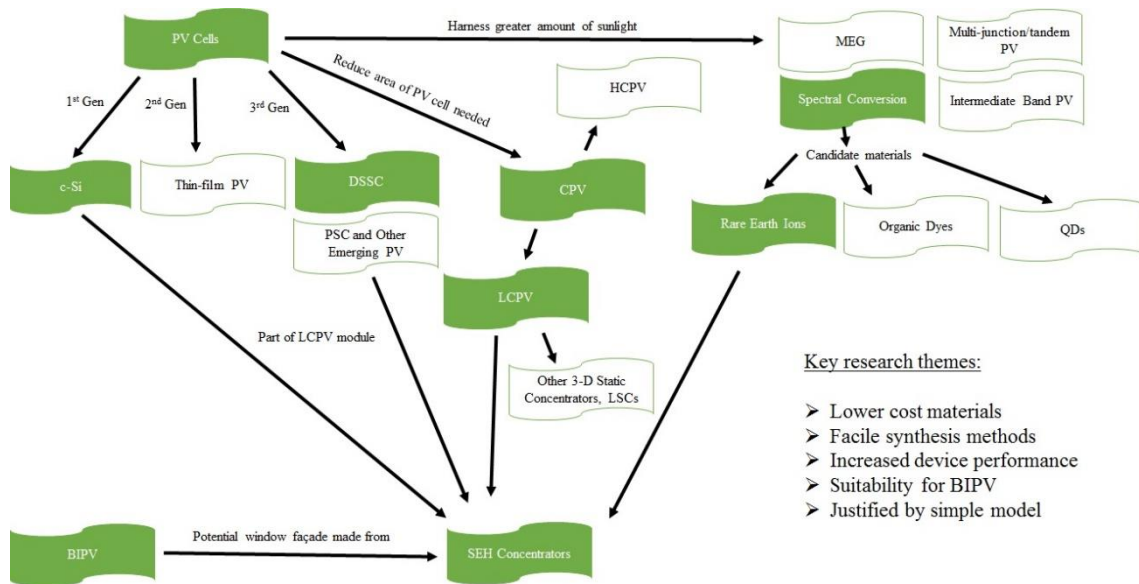 PV Cells
Harness greater amount of sunlight
MEG
Multi-junction/tandem
PV
Spectral Conversion
Intermediate Band PV
1st Gen
2nd Gen
3rd Gen
Reduce area of PV cell needed
HCPV
Candidate materials
c-Si
Thin-film PV
DSSC
CPV
PSC and Other
Emerging PV
Rare Earth Ions
Organic Dyes
QDs
LCPV
Part of LCPV module
Other 3-D Static
Concentrators, LSCs
Key research themes:
➢ Lower cost materials
➢ Facile synthesis methods
➢ Increased device performance
➢ Suitability for BIPV
➢ Justified by simple model
BIPV
Potential window façade made from
SEH Concentrators